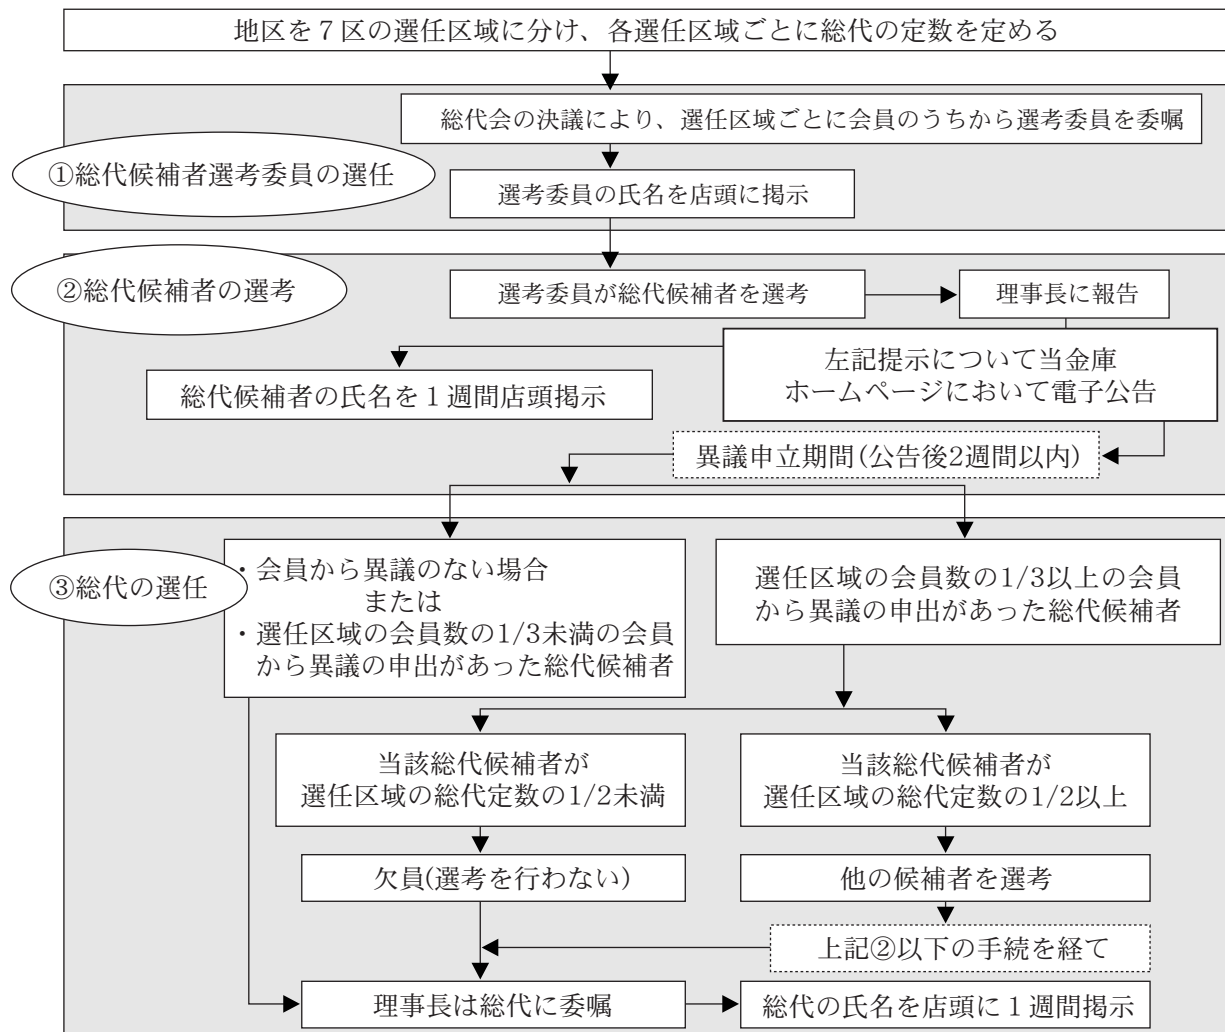 地区を７区の選任区域に分け、各選任区域ごとに総代の定数を定める
総代会の決議により、選任区域ごとに会員のうちから選考委員を委嘱
①総代候補者選考委員の選任
選考委員の氏名を店頭に掲示
②総代候補者の選考
選考委員が総代候補者を選考
理事長に報告
左記提示について当金庫
ホームページにおいて電子公告
総代候補者の氏名を１週間店頭掲示
異議申立期間(公告後2週間以内)
③総代の選任
・会員から異議のない場合
または
・選任区域の会員数の1/3未満の会員
から異議の申出があった総代候補者
選任区域の会員数の1/3以上の会員
から異議の申出があった総代候補者
当該総代候補者が
選任区域の総代定数の1/2未満
当該総代候補者が
選任区域の総代定数の1/2以上
欠員(選考を行わない)
他の候補者を選考
上記②以下の手続を経て
理事長は総代に委嘱
総代の氏名を店頭に１週間掲示